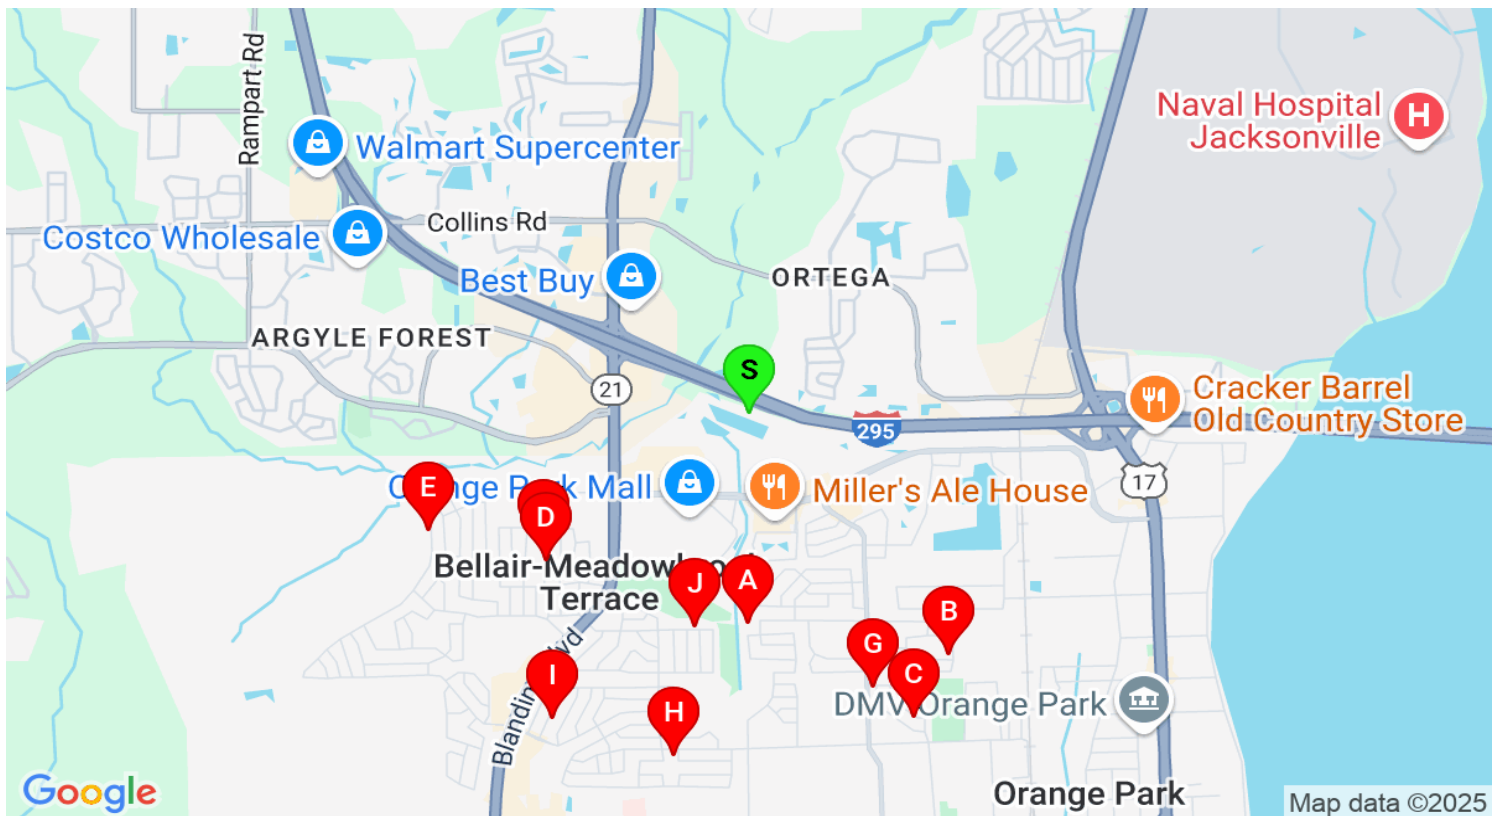 Rampart Rd
Naval Hospital
Jacksonville
H
Walmart Supercenter
Collins Rd
Costco Wholesale
Best Buy
ORTEGA
ARGYLE FOREST
S
21
Cracker Barrel
Old Country Store
295
17
E
Park Mall
Miller's Ale House
D
Terrace
J
A
B
G
C
I
H
DMV Orange Park
Google
Orange Park
Map data ©2025